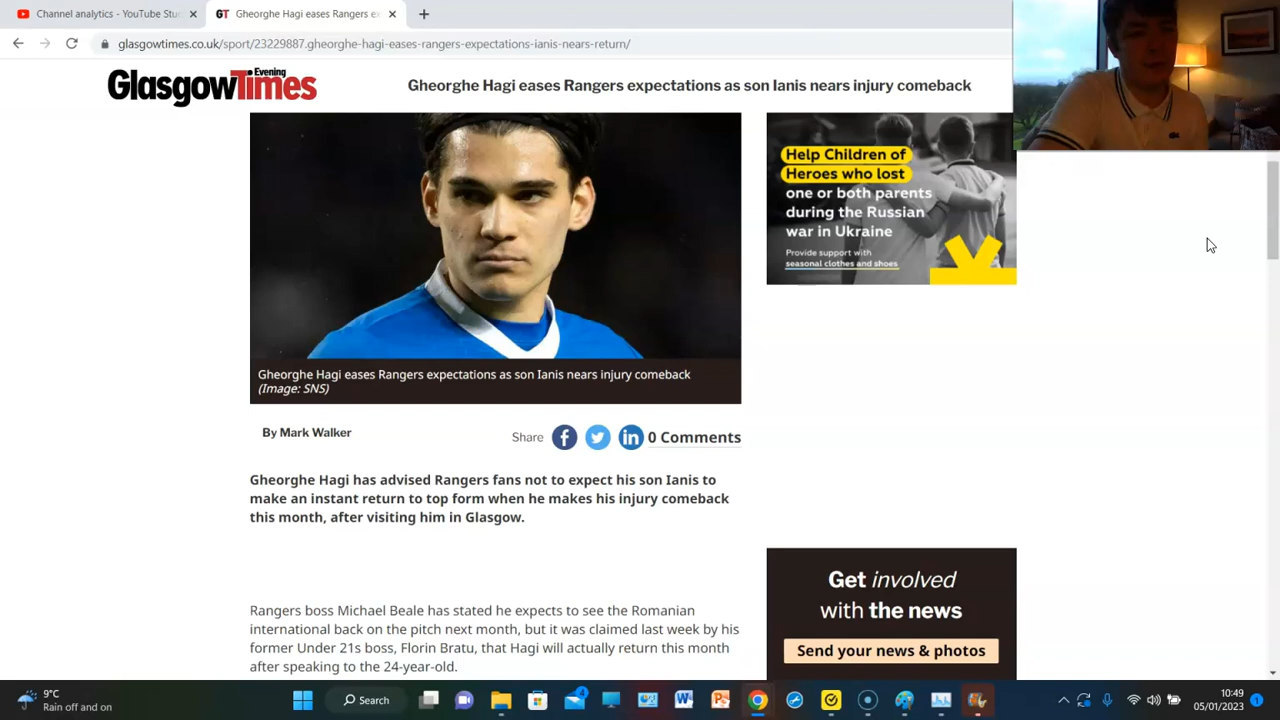 Channel analytics - YouTube Stu
GT Gheorghe Hagi eases Rangers ex
glasgowtimes.co.uk/sport/23229887.gheorghe-hagi-eases-rangers-expectations-ianis-nears-return/
Evening
GlasgowTimes
Gheorghe Hagi eases Rangers expectations as son Ianis nears injury comeback
Help Children of
Heroes who lost
one or both parents
during the Russian
war in Ukraine
Provide support with
seasonal clothes and shoes
Gheorghe Hagi eases Rangers expectations as son Ianis nears injury comeback
(Image: SNS)
By Mark Walker
Share
0 Comments
Gheorghe Hagi has advised Rangers fans not to expect his son Ianis to
make an instant return to top form when he makes his injury comeback
this month, after visiting him in Glasgow.
Rangers boss Michael Beale has stated he expects to see the Romanian
international back on the pitch next month, but it was claimed last week by his
former Under 21s boss, Florin Bratu, that Hagi will actually return this month
after speaking to the 24-year-old.
Get involved
with the news
Send your news & photos
9°C
Rain off and on
Search
4
10:49
05/01/2023